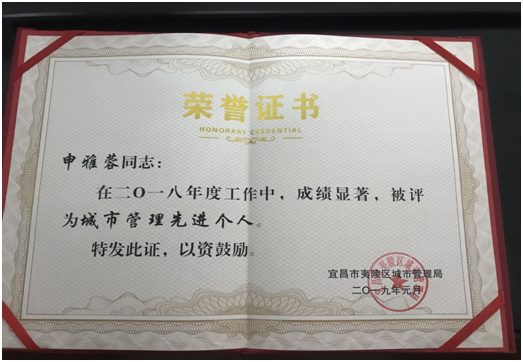 荣誉证书
HONORARY CREDENTIAL
申雅蓉同志：
在二〇一八年度工作中，成绩显著，被评
为城市管理先进个人。
特发此证，以资鼓励。
宜昌市夷陵区城市管理局
二〇一九年元月